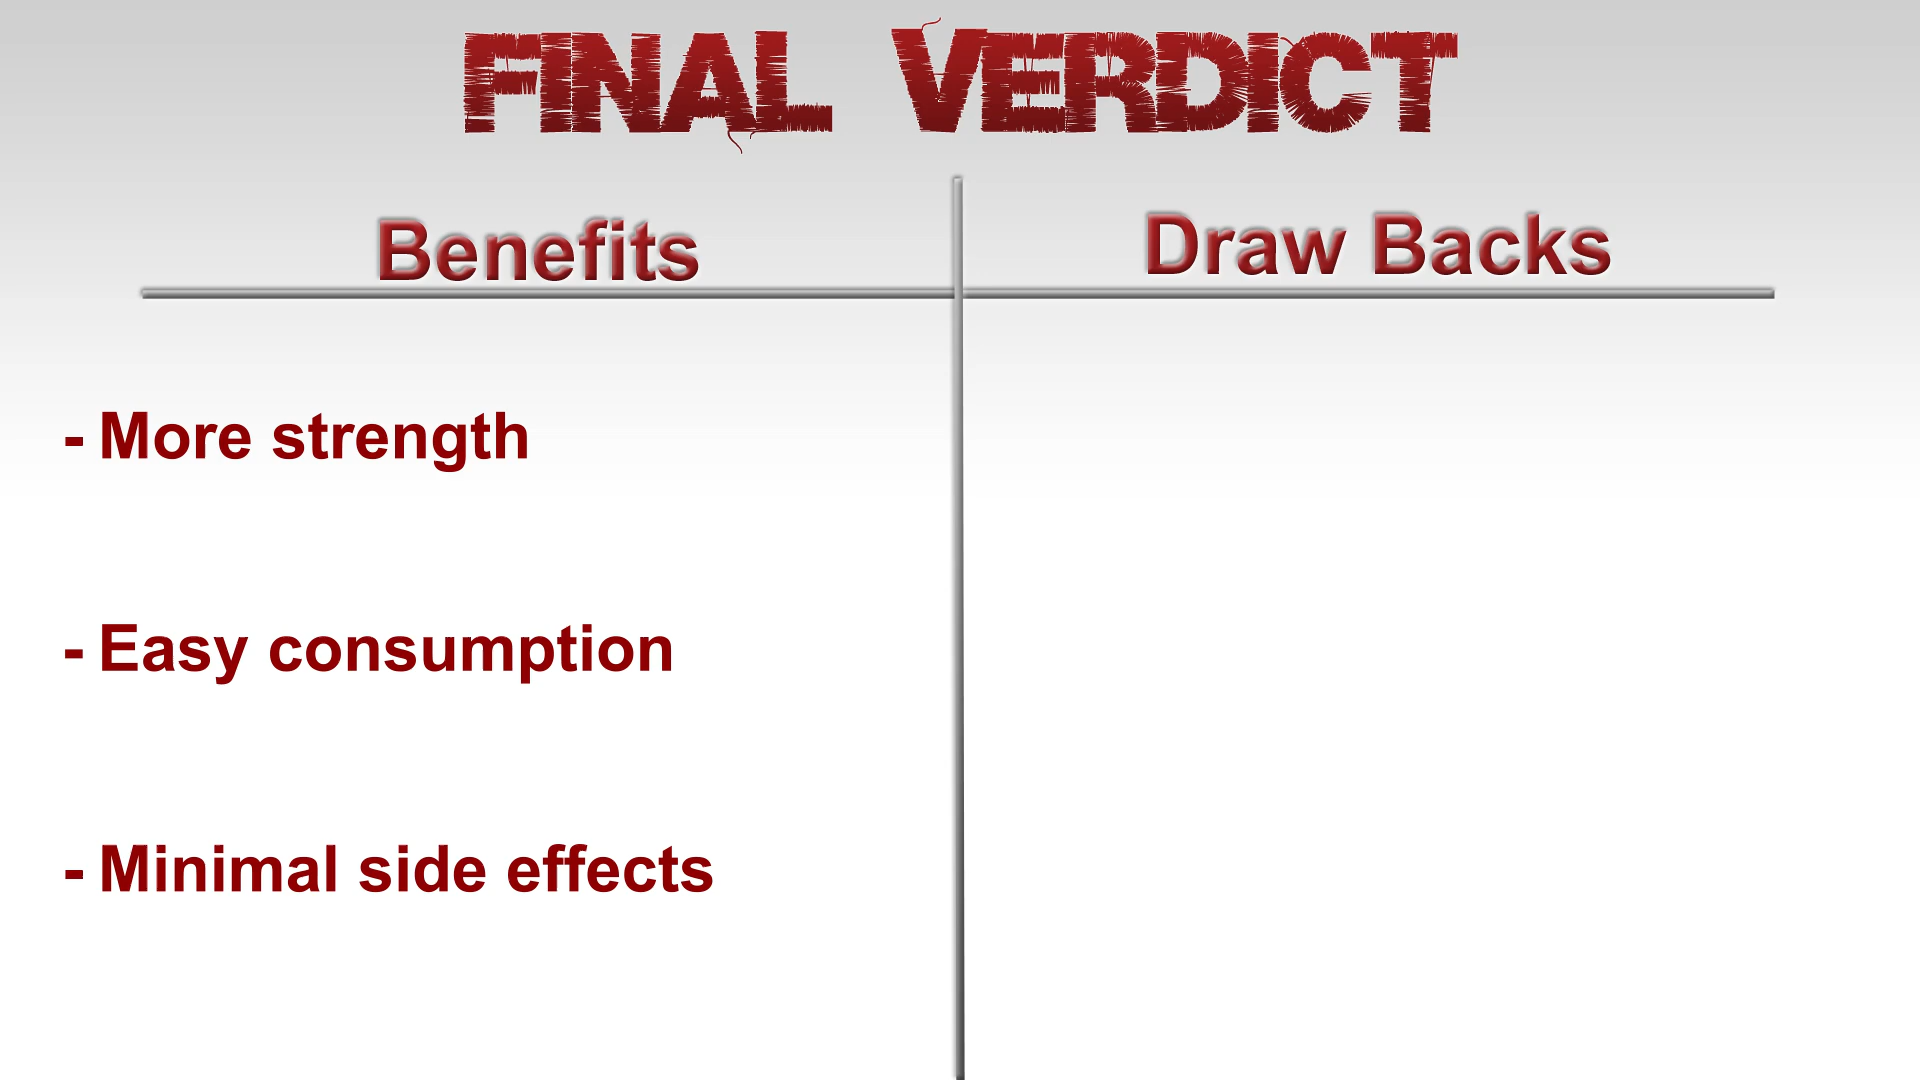 FINAL VERDICT
Benefits
Draw Backs
- More strength
- Easy consumption
- Minimal side effects